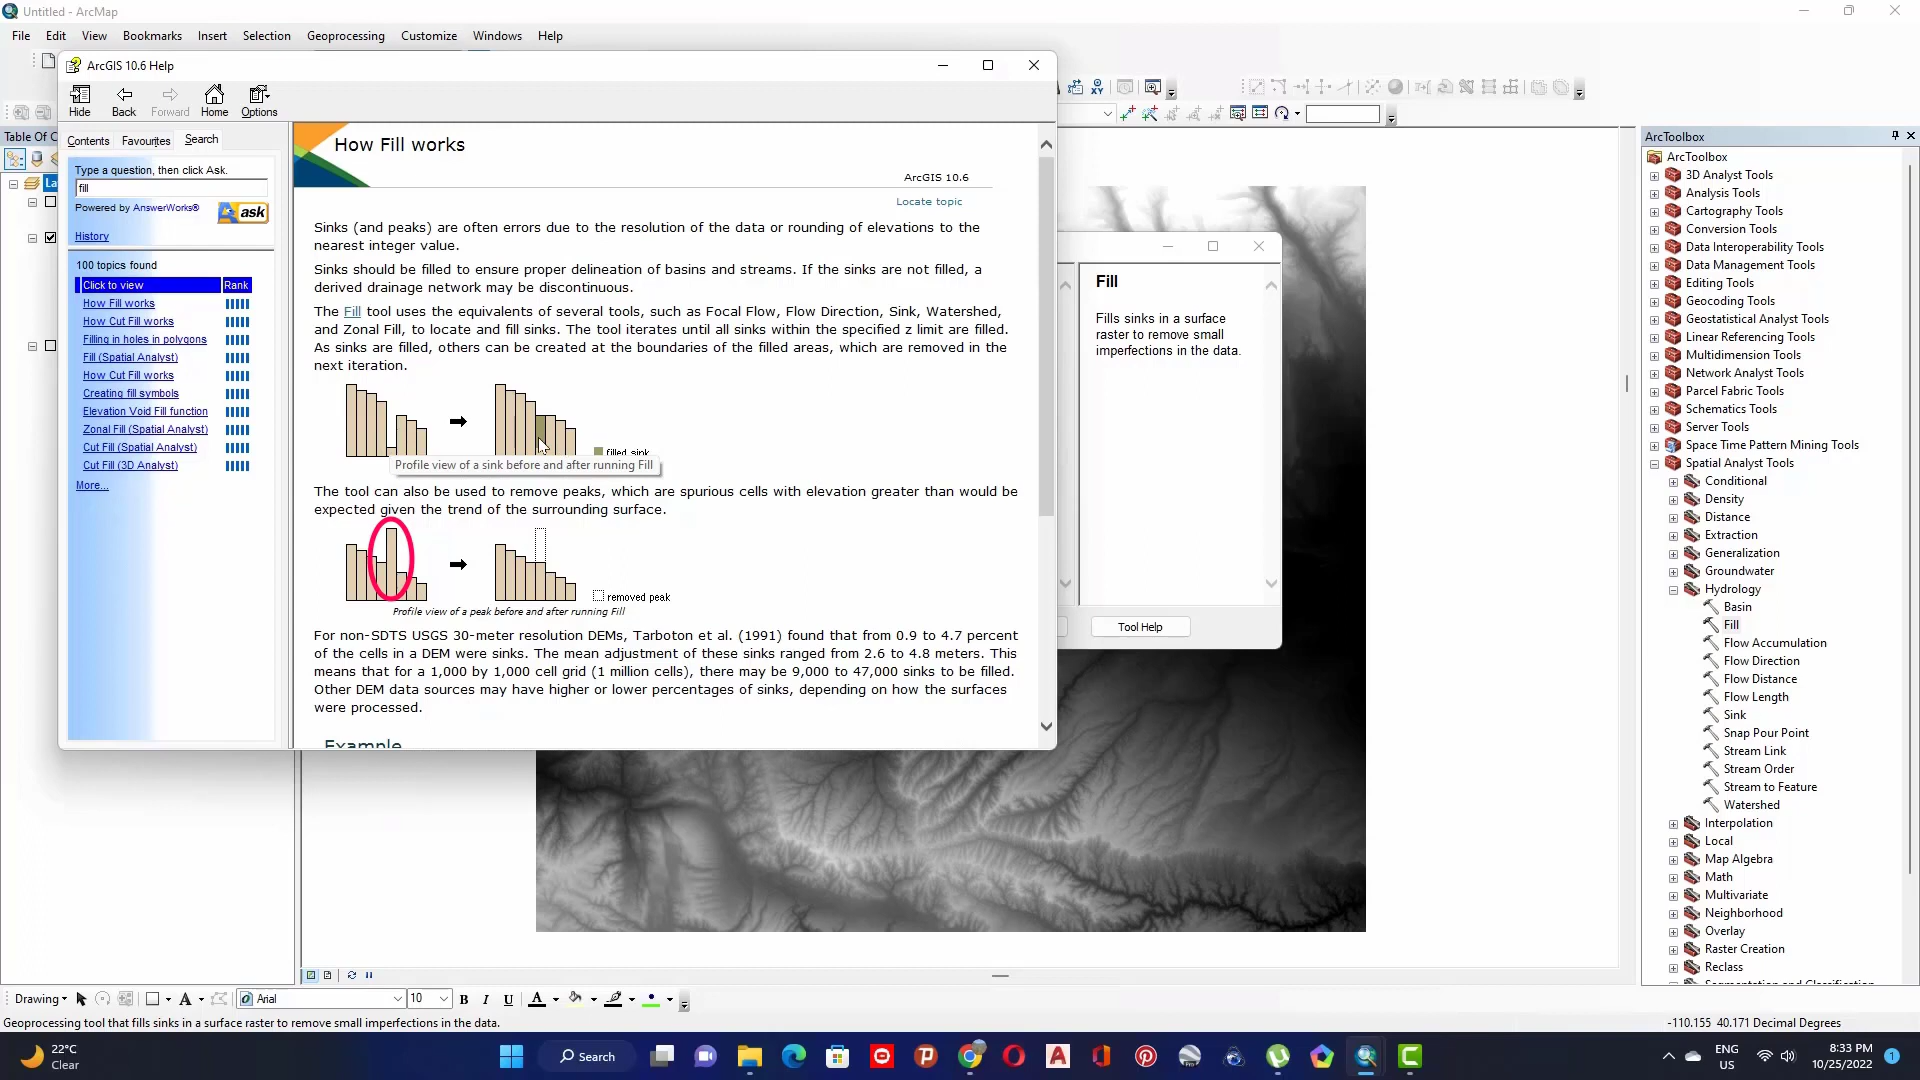 Untitled - ArcMap
File Edit View Bookmarks Insert Selection Geoprocessing Customize Windows Help
ArcGIS 10.6 Help
Hide Back Forward Home Options
Contents Favourites Search
Type a question, then click Ask.
fill
Powered by AnswerWorks® ask
History
100 topics found
Click to view Rank
How Fill works
How Cut Fill works
Filling in holes in polygons
Fill (Spatial Analyst)
How Cut Fill works
Creating fill symbols
Elevation Void Fill function
Zonal Fill (Spatial Analyst)
Cut Fill (Spatial Analyst)
Cut Fill (3D Analyst)
More...
How Fill works
ArcGIS 10.6
Locate topic
Sinks (and peaks) are often errors due to the resolution of the data or rounding of elevations to the
nearest integer value.
Sinks should be filled to ensure proper delineation of basins and streams. If the sinks are not filled, a
derived drainage network may be discontinuous.
The Fill tool uses the equivalents of several tools, such as Focal Flow, Flow Direction, Sink, Watershed,
and Zonal Fill, to locate and fill sinks. The tool iterates until all sinks within the specified z limit are filled.
As sinks are filled, others can be created at the boundaries of the filled areas, which are removed in the
next iteration.
filled sink
Profile view of a sink before and after running Fill
The tool can also be used to remove peaks, which are spurious cells with elevation greater than would be
expected given the trend of the surrounding surface.
removed peak
Profile view of a peak before and after running Fill
For non-SDTS USGS 30-meter resolution DEMs, Tarboton et al. (1991) found that from 0.9 to 4.7 percent
of the cells in a DEM were sinks. The mean adjustment of these sinks ranged from 2.6 to 4.8 meters. This
means that for a 1,000 by 1,000 cell grid (1 million cells), there may be 9,000 to 47,000 sinks to be filled.
Other DEM data sources may have higher or lower percentages of sinks, depending on how the surfaces
were processed.
Example
Table Of C
La
Fill
Fills sinks in a surface
raster to remove small
imperfections in the data.
Tool Help
ArcToolbox
ArcToolbox
3D Analyst Tools
Analysis Tools
Cartography Tools
Conversion Tools
Data Interoperability Tools
Data Management Tools
Editing Tools
Geocoding Tools
Geostatistical Analyst Tools
Linear Referencing Tools
Multidimension Tools
Network Analyst Tools
Parcel Fabric Tools
Schematics Tools
Server Tools
Space Time Pattern Mining Tools
Spatial Analyst Tools
Conditional
Density
Distance
Extraction
Generalization
Groundwater
Hydrology
Basin
Fill
Flow Accumulation
Flow Direction
Flow Distance
Flow Length
Sink
Snap Pour Point
Stream Link
Stream Order
Stream to Feature
Watershed
Interpolation
Local
Map Algebra
Math
Multivariate
Neighborhood
Overlay
Raster Creation
Reclass
Segmentation and Classification
Drawing A Arial 10 B I U A
Geoprocessing tool that fills sinks in a surface raster to remove small imperfections in the data.
-110.155 40.171 Decimal Degrees
22°C
Clear
Search
ENG
US
8:33 PM
10/25/2022
1